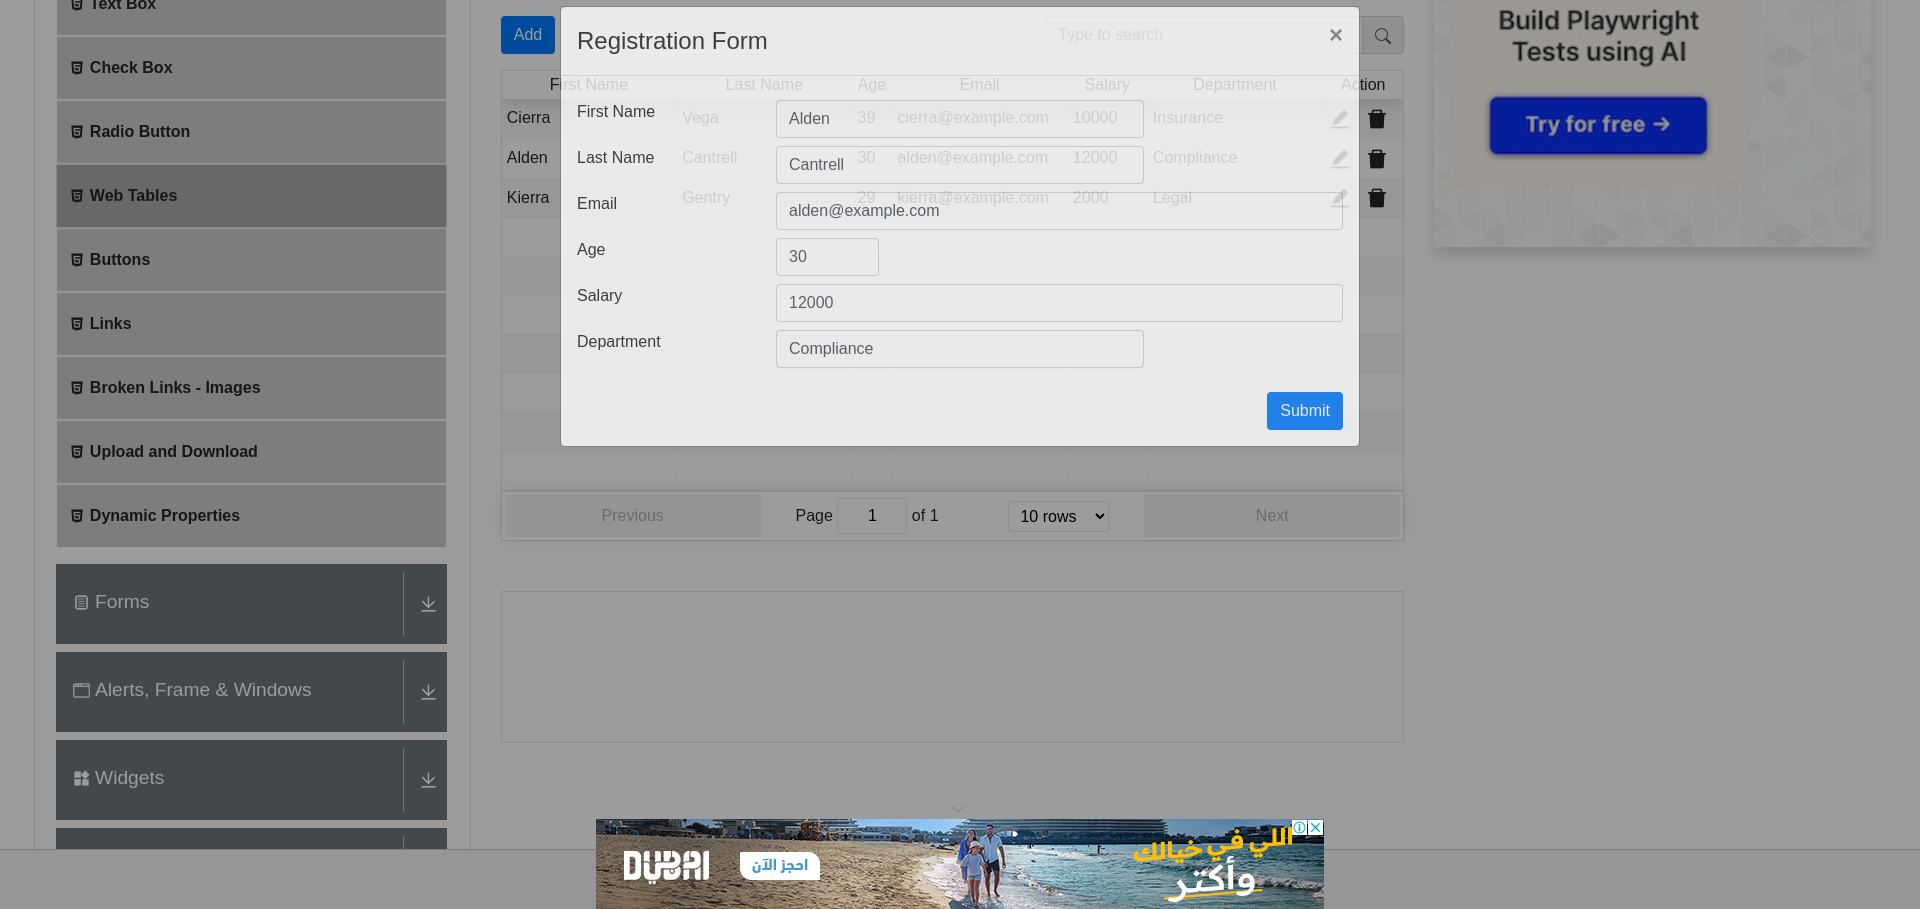 Text Box
Check Box
Radio Button
Web Tables
Buttons
Links
Broken Links - Images
Upload and Download
Dynamic Properties
Forms
Alerts, Frame & Windows
Widgets
Add
Type to search
Registration Form
×
First Name Last Name Age Email Salary Department Action
Cierra Vega 39 cierra@example.com 10000 Insurance
Alden Cantrell 30 alden@example.com 12000 Compliance
Kierra Gentry 29 kierra@example.com 2000 Legal
First Name Alden
Last Name Cantrell
Email alden@example.com
Age 30
Salary 12000
Department Compliance
Submit
Previous Page 1 of 1 10 rows Next
Build Playwright
Tests using AI
Try for free →
DUBAI
احجز الآن
اللي في خيالك
وأكتر